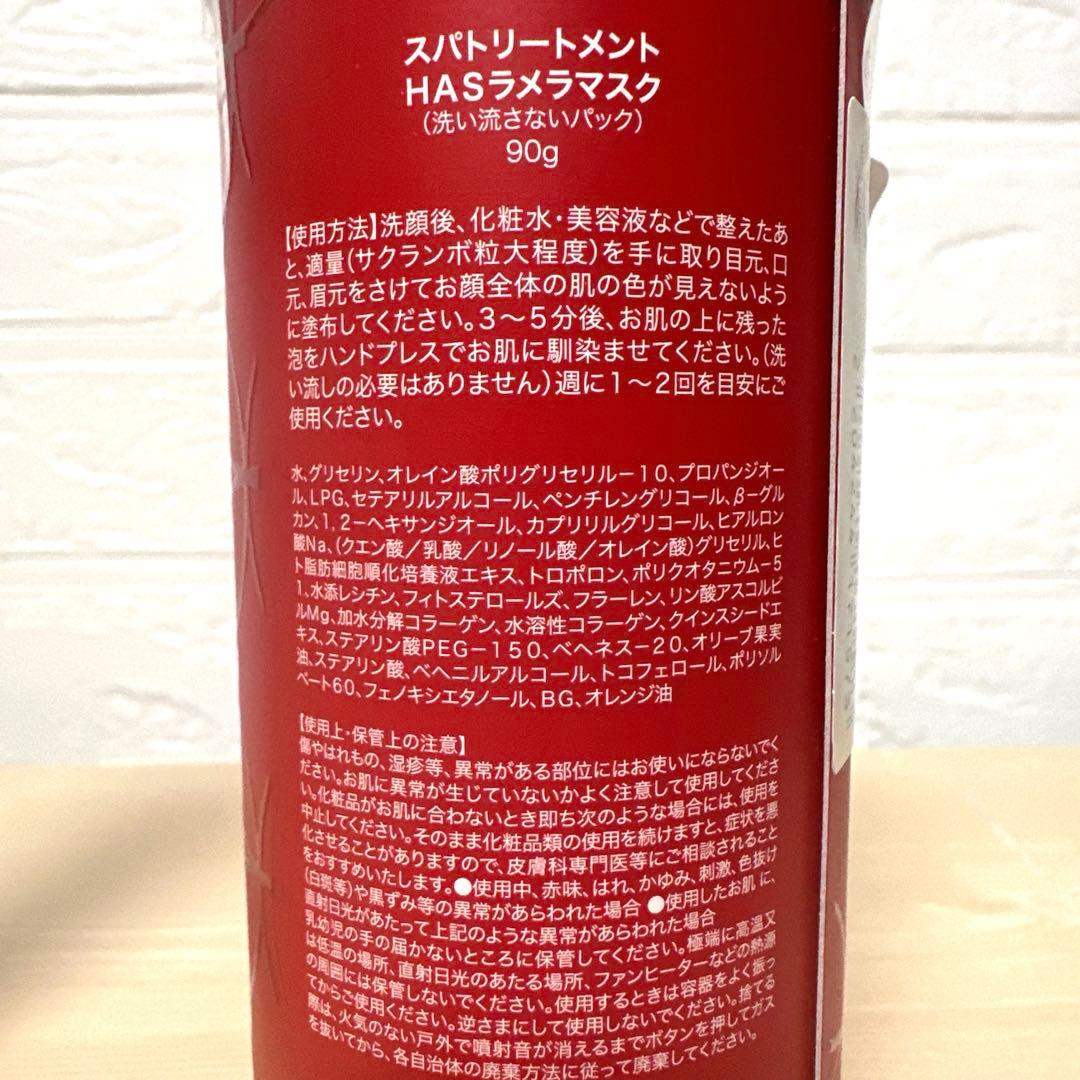 スパトリートメント
HASラメラマスク
(洗い流さないパック)
90g
【使用方法】洗顔後、化粧水・美容液などで整えたあ
と、適量(サクランボ粒大程度)を手に取り目元、口
元、眉元をさけてお顔全体の肌の色が見えないよう
に塗布してください。3〜5分後、お肌の上に残った
泡をハンドプレスでお肌に馴染ませてください。(洗
い流しの必要はありません)週に1〜2回を目安にご
使用ください。
水、グリセリン、オレイン酸ポリグリセリル-10、プロパンジオー
ル、LPG、セテアリルアルコール、ペンチレングリコール、β-グル
カン、1,2-ヘキサンジオール、カプリリルグリコール、ヒアルロン
酸Na、(クエン酸/乳酸/リノール酸/オレイン酸)グリセリル、ヒ
ト脂肪細胞順化培養液エキス、トロポロン、ポリクオタニウム-5
1、水添レシチン、フィトステロールズ、フラーレン、リン酸アスコルビ
ルMg、加水分解コラーゲン、水溶性コラーゲン、クインスシードエ
キス、ステアリン酸PEG-150、ベヘネス-20、オリーブ果実
油、ステアリン酸、ベヘニルアルコール、トコフェロール、ポリソル
ベート60、フェノキシエタノール、BG、オレンジ油
【使用上・保管上の注意】
傷やはれもの、湿疹等、異常がある部位にはお使いにならないでく
ださい。お肌に異常が生じていないかよく注意して使用してくださ
い。化粧品がお肌に合わないとき即ち次のような場合には、使用を
中止してください。そのまま化粧品類の使用を続けますと、症状を悪
化させることがありますので、皮膚科専門医等にご相談されること
をおすすめいたします。●使用中、赤味、はれ、かゆみ、刺激、色抜け
(白斑等)や黒ずみ等の異常があらわれた場合 ●使用したお肌に、
直射日光があたって上記のような異常があらわれた場合
乳幼児の手の届かないところに保管してください。極端に高温又
は低温の場所、直射日光のあたる場所、ファンヒーターなどの熱源
の周囲には保管しないでください。使用するときは容器をよく振っ
てからご使用ください。逆さまにして使用しないでください。捨てる
際は、火気のない戸外で噴射音が消えるまでボタンを押してガス
を抜いてから、各自治体の廃棄方法に従って廃棄してください。